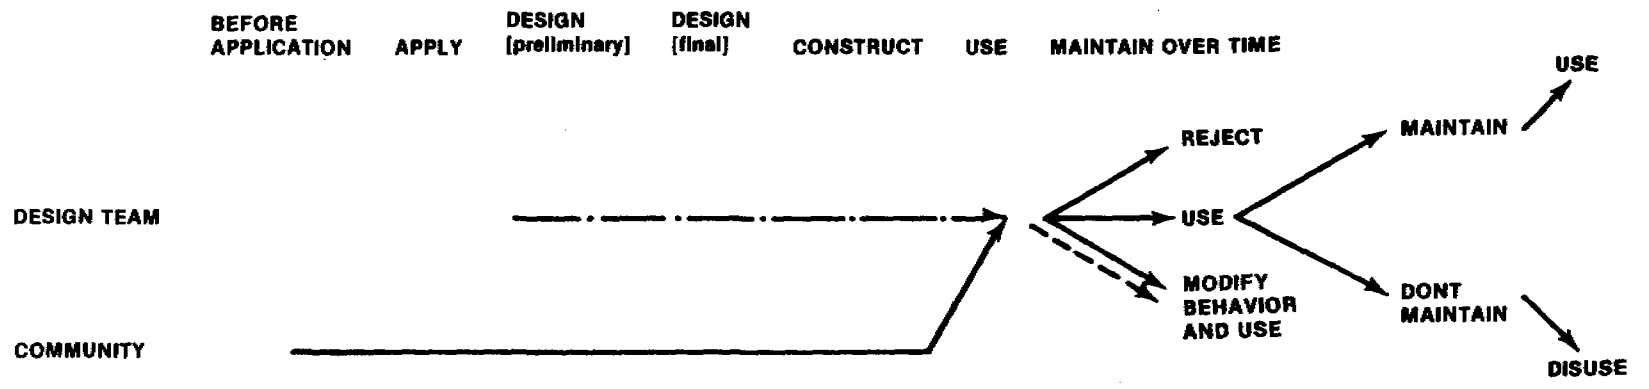 BEFORE
APPLICATION
APPLY
DESIGN
[preliminary]
DESIGN
[final]
CONSTRUCT
USE
MAINTAIN OVER TIME
USE
MAINTAIN
REJECT
DESIGN TEAM
USE
MODIFY
BEHAVIOR
AND USE
DONT
MAINTAIN
COMMUNITY
DISUSE